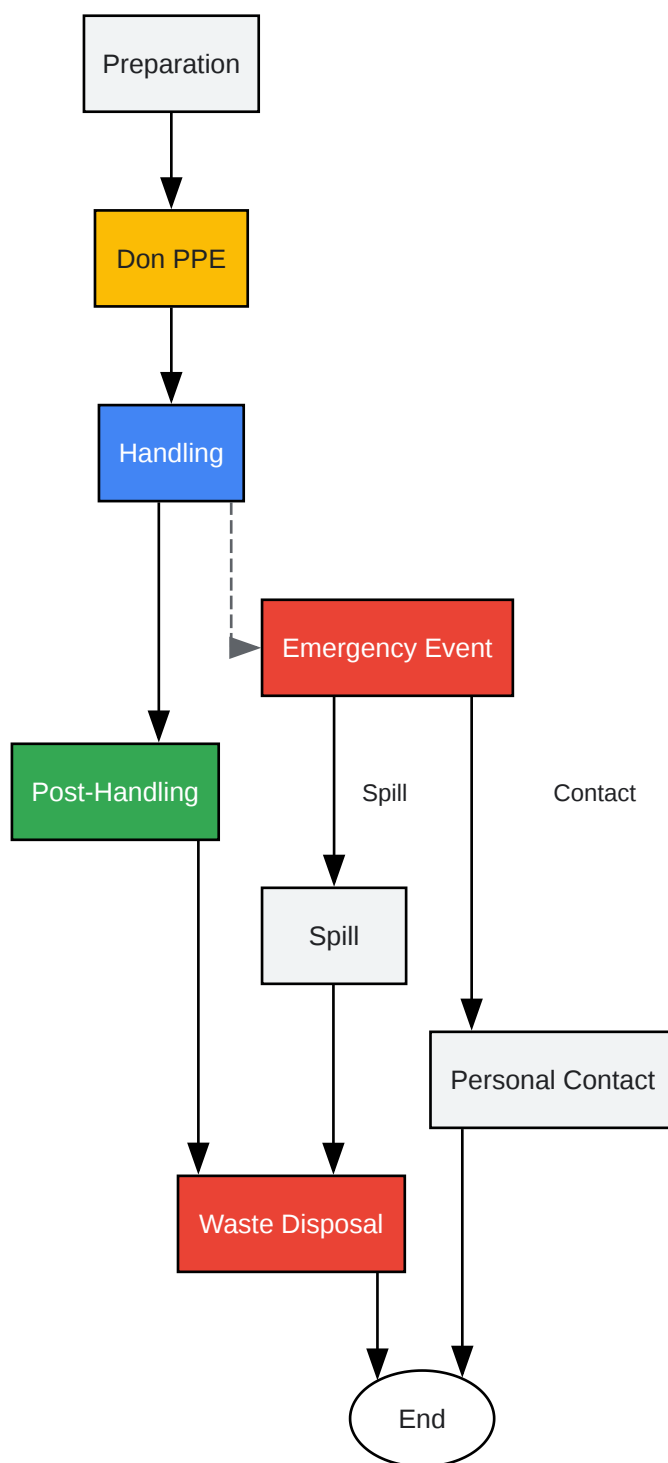 Preparation
Don PPE
Handling
Emergency Event
Post-Handling
Spill
Contact
Spill
Personal Contact
Waste Disposal
End